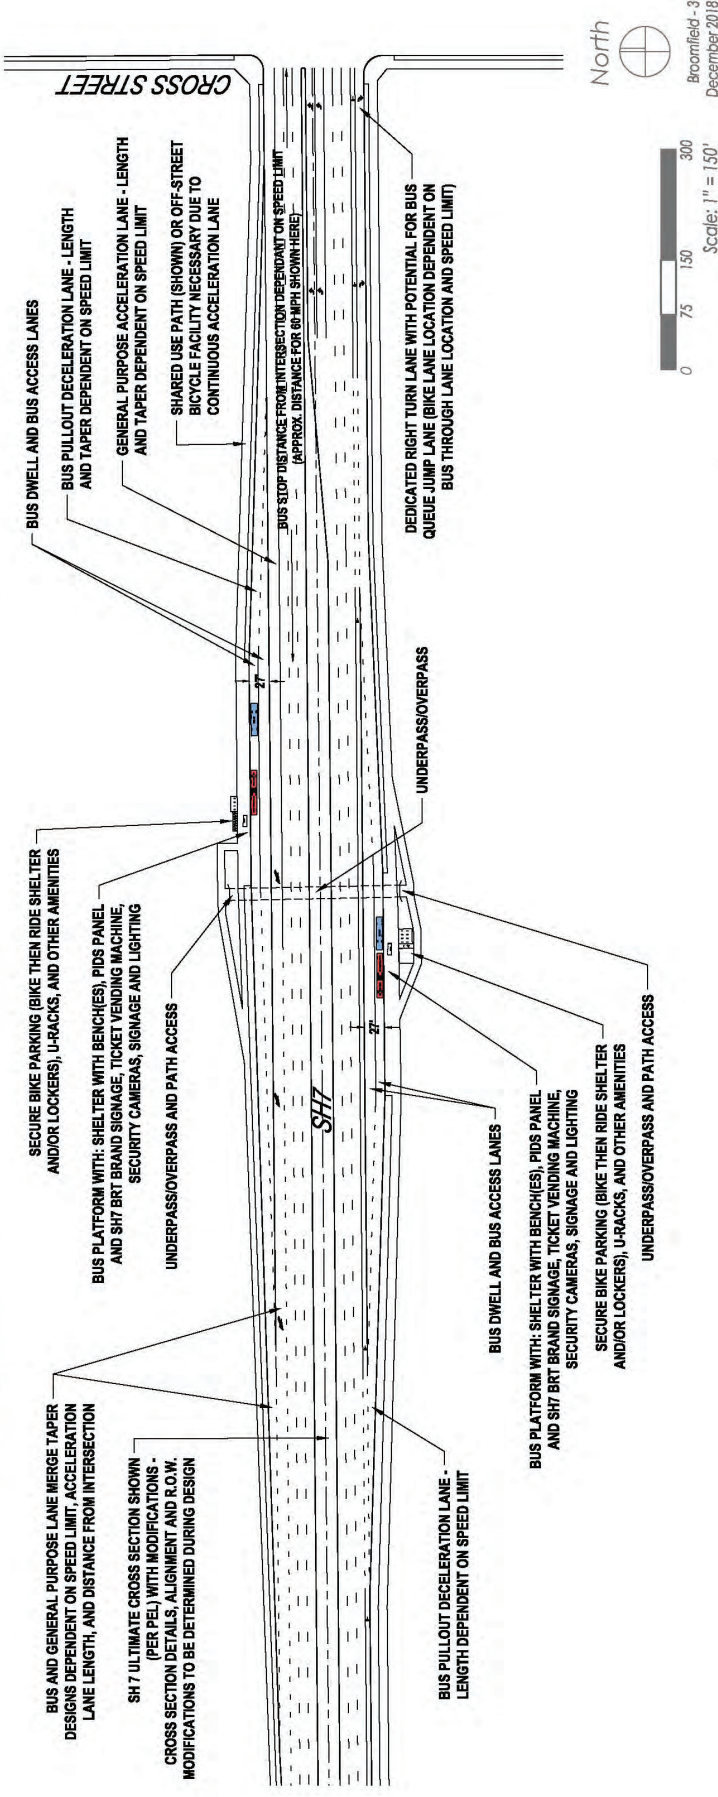 CROSS STREET
BUS DWELL AND BUS ACCESS LANES
BUS PULLOUT DECELERATION LANE - LENGTH
AND TAPER DEPENDENT ON SPEED LIMIT
GENERAL PURPOSE ACCELERATION LANE - LENGTH
AND TAPER DEPENDENT ON SPEED LIMIT
SHARED USE PATH (SHOWN) OR OFF-STREET
BICYCLE FACILITY NECESSARY DUE TO
CONTINUOUS ACCELERATION LANE
BUS STOP DISTANCE FROM INTERSECTION DEPENDANT ON SPEED LIMIT
(APPROX. DISTANCE FOR 60 MPH SHOWN HERE)
DEDICATED RIGHT TURN LANE WITH POTENTIAL FOR BUS
QUEUE JUMP LANE (BIKE LANE LOCATION DEPENDENT ON
BUS THROUGH LANE LOCATION AND SPEED LIMIT)
27'
SECURE BIKE PARKING (BIKE THEN RIDE SHELTER
AND/OR LOCKERS), U-RACKS, AND OTHER AMENITIES
BUS PLATFORM WITH: SHELTER WITH BENCH(ES), PIDS PANEL
AND SH7 BRT BRAND SIGNAGE, TICKET VENDING MACHINE,
SECURITY CAMERAS, SIGNAGE AND LIGHTING
UNDERPASS/OVERPASS AND PATH ACCESS
UNDERPASS/OVERPASS
SH7
27'
BUS AND GENERAL PURPOSE LANE MERGE TAPER
DESIGNS DEPENDENT ON SPEED LIMIT, ACCELERATION
LANE LENGTH, AND DISTANCE FROM INTERSECTION
SH 7 ULTIMATE CROSS SECTION SHOWN
(PER PEL) WITH MODIFICATIONS -
CROSS SECTION DETAILS, ALIGNMENT AND R.O.W.
MODIFICATIONS TO BE DETERMINED DURING DESIGN
BUS PULLOUT DECELERATION LANE -
LENGTH DEPENDENT ON SPEED LIMIT
BUS DWELL AND BUS ACCESS LANES
BUS PLATFORM WITH: SHELTER WITH BENCH(ES), PIDS PANEL
AND SH7 BRT BRAND SIGNAGE, TICKET VENDING MACHINE,
SECURITY CAMERAS, SIGNAGE AND LIGHTING
SECURE BIKE PARKING (BIKE THEN RIDE SHELTER
AND/OR LOCKERS), U-RACKS, AND OTHER AMENITIES
UNDERPASS/OVERPASS AND PATH ACCESS
North
0 75 150 300
Scale: 1" = 150'
Broomfield - 3
December 2018